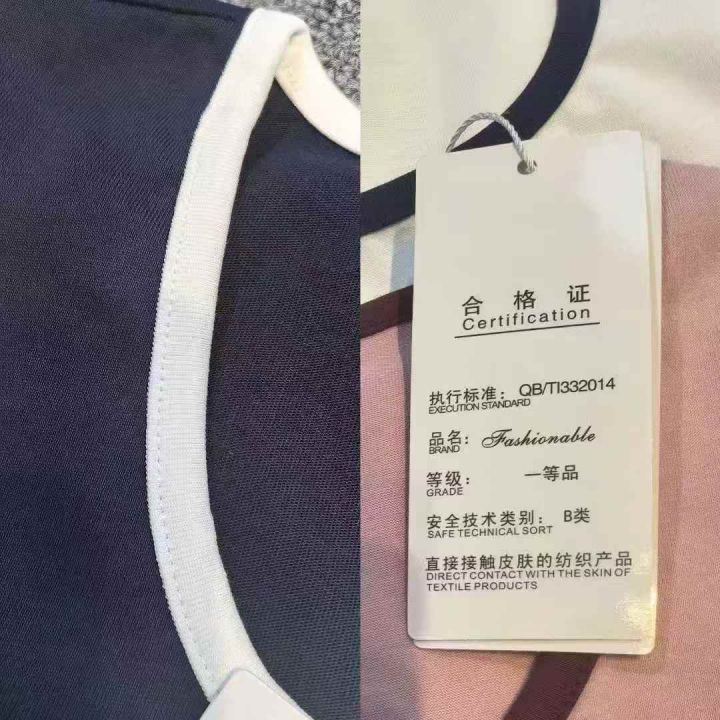 合格证
Certification
执行标准： QB/T1332014
EXECUTION STANDARD
品名： Fashionable
BRAND
等级： 一等品
GRADE
安全技术类别： B类
SAFE TECHNICAL SORT
直接接触皮肤的纺织产品
DIRECT CONTACT WITH THE SKIN OF
TEXTILE PRODUCTS